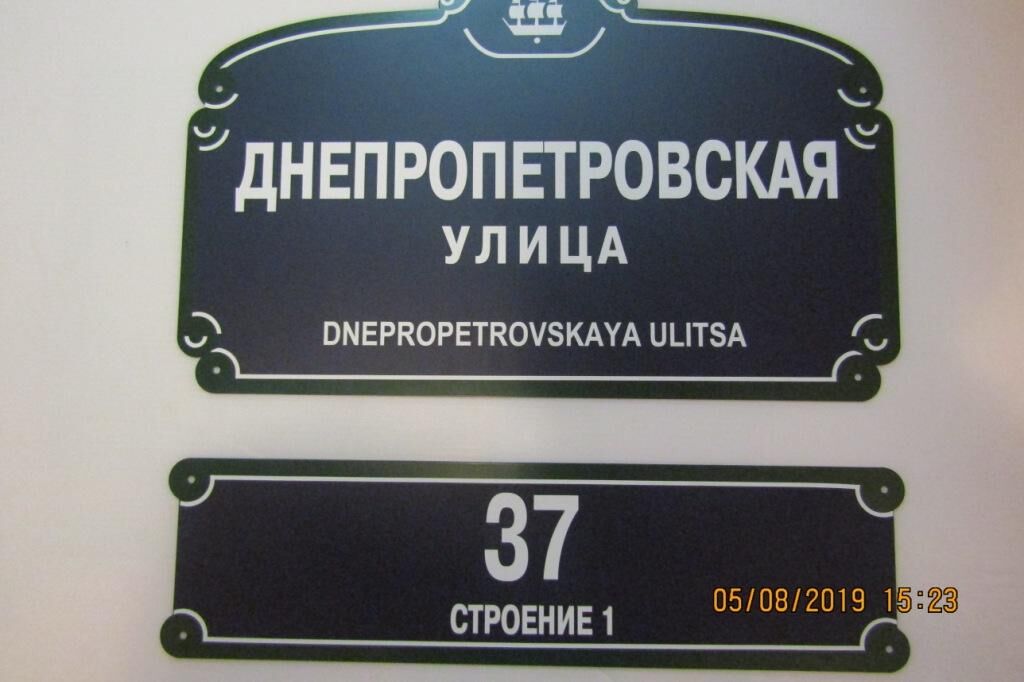 ДНЕПРОПЕТРОВСКАЯ
УЛИЦА
DNEPROPETROVSKAYA ULITSA
37
СТРОЕНИЕ 1
05/08/2019 15:23